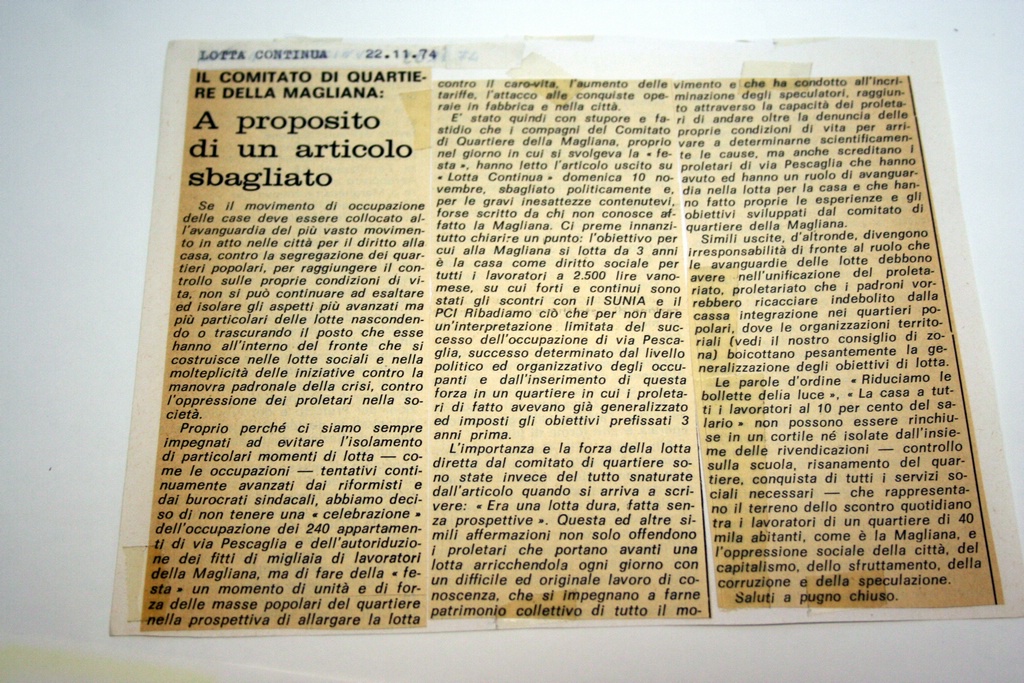 LOTTA CONTINUA 22.11.74
IL COMITATO DI QUARTIE-
RE DELLA MAGLIANA:
A proposito
di un articolo
sbagliato
Se il movimento di occupazione
delle case deve essere collocato al-
l'avanguardia del più vasto movimen-
to in atto nelle città per il diritto alla
casa, contro la segregazione dei quar-
tieri popolari, per raggiungere il con-
trollo sulle proprie condizioni di vi-
ta, non si può continuare ad esaltare
ed isolare gli aspetti più avanzati ma
più particolari delle lotte nasconden-
do o trascurando il posto che esse
hanno all'interno del fronte che si
costruisce nelle lotte sociali e nella
molteplicità delle iniziative contro la
manovra padronale della crisi, contro
l'oppressione dei proletari nella so-
cietà.
Proprio perché ci siamo sempre
impegnati ad evitare l'isolamento
di particolari momenti di lotta — co-
me le occupazioni — tentativi conti-
nuamente avanzati dai riformisti e
dai burocrati sindacali, abbiamo deci-
so di non tenere una « celebrazione »
dell'occupazione dei 240 appartamen-
ti di via Pescaglia e dell'autoriduzio-
ne dei fitti di migliaia di lavoratori
della Magliana, ma di fare della « fe-
sta » un momento di unità e di for-
za delle masse popolari del quartiere
nella prospettiva di allargare la lotta
contro il caro-vita, l'aumento delle
tariffe, l'attacco alle conquiste ope-
raie in fabbrica e nella città.
E' stato quindi con stupore e fa-
stidio che i compagni del Comitato
di Quartiere della Magliana, proprio
nel giorno in cui si svolgeva la « fe-
sta », hanno letto l'articolo uscito su
« Lotta Continua » domenica 10 no-
vembre, sbagliato politicamente e,
per le gravi inesattezze contenutevi,
forse scritto da chi non conosce af-
fatto la Magliana. Ci preme innanzi-
tutto chiarire un punto: l'obiettivo per
cui alla Magliana si lotta da 3 anni
è la casa come diritto sociale per
tutti i lavoratori a 2.500 lire vano-
mese, su cui forti e continui sono
stati gli scontri con il SUNIA e il
PCI Ribadiamo ciò che per non dare
un'interpretazione limitata del suc-
cesso dell'occupazione di via Pesca-
glia, successo determinato dal livello
politico ed organizzativo degli occu-
panti e dall'inserimento di questa
forza in un quartiere in cui i proleta-
ri di fatto avevano già generalizzato
ed imposti gli obiettivi prefissati 3
anni prima.
L'importanza e la forza della lotta
diretta dal comitato di quartiere so-
no state invece del tutto snaturate
dall'articolo quando si arriva a scri-
vere: « Era una lotta dura, fatta sen-
za prospettive ». Questa ed altre si-
mili affermazioni non solo offendono
i proletari che portano avanti una
lotta arricchendola ogni giorno con
un difficile ed originale lavoro di co-
noscenza, che si impegnano a farne
patrimonio collettivo di tutto il mo-
vimento e che ha condotto all'incri-
minazione degli speculatori, raggiun-
to attraverso la capacità dei proleta-
ri di andare oltre la denuncia delle
proprie condizioni di vita per arri-
vare a determinarne scientificamen-
te le cause, ma anche screditano i
proletari di via Pescaglia che hanno
avuto ed hanno un ruolo di avanguar-
dia nella lotta per la casa e che han-
no fatto proprie le esperienze e gli
obiettivi sviluppati dal comitato di
quartiere della Magliana.
Simili uscite, d'altronde, divengono
irresponsabilità di fronte al ruolo che
le avanguardie delle lotte debbono
avere nell'unificazione del proleta-
riato, proletariato che i padroni vor-
rebbero ricacciare indebolito dalla
cassa integrazione nei quartieri po-
polari, dove le organizzazioni territo-
riali (vedi il nostro consiglio di zo-
na) boicottano pesantemente la ge-
neralizzazione degli obiettivi di lotta.
Le parole d'ordine « Riduciamo le
bollette della luce », « La casa a tut-
ti i lavoratori al 10 per cento del sa-
lario » non possono essere rinchiu-
se in un cortile né isolate dall'insie-
me delle rivendicazioni — controllo
sulla scuola, risanamento del quar-
tiere, conquista di tutti i servizi so-
ciali necessari — che rappresenta-
no il terreno dello scontro quotidiano
tra i lavoratori di un quartiere di 40
mila abitanti, come è la Magliana, e
l'oppressione sociale della città, del
capitalismo, dello sfruttamento, della
corruzione e della speculazione.
Saluti a pugno chiuso.